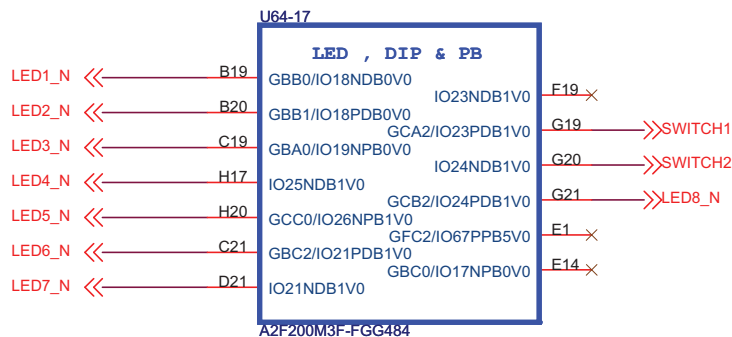 U64-17
LED , DIP & PB
LED1_N B19 GBB0/IO18NDB0V0
IO23NDB1V0 F19
LED2_N B20 GBB1/IO18PDB0V0
GCA2/IO23PDB1V0 G19 SWITCH1
LED3_N C19 GBA0/IO19NPB0V0
IO24NDB1V0 G20 SWITCH2
LED4_N H17 IO25NDB1V0
GCB2/IO24PDB1V0 G21 LED8_N
LED5_N H20 GCC0/IO26NPB1V0
GFC2/IO67PPB5V0 E1
LED6_N C21 GBC2/IO21PDB1V0
GBC0/IO17NPB0V0 E14
LED7_N D21 IO21NDB1V0
A2F200M3F-FGG484